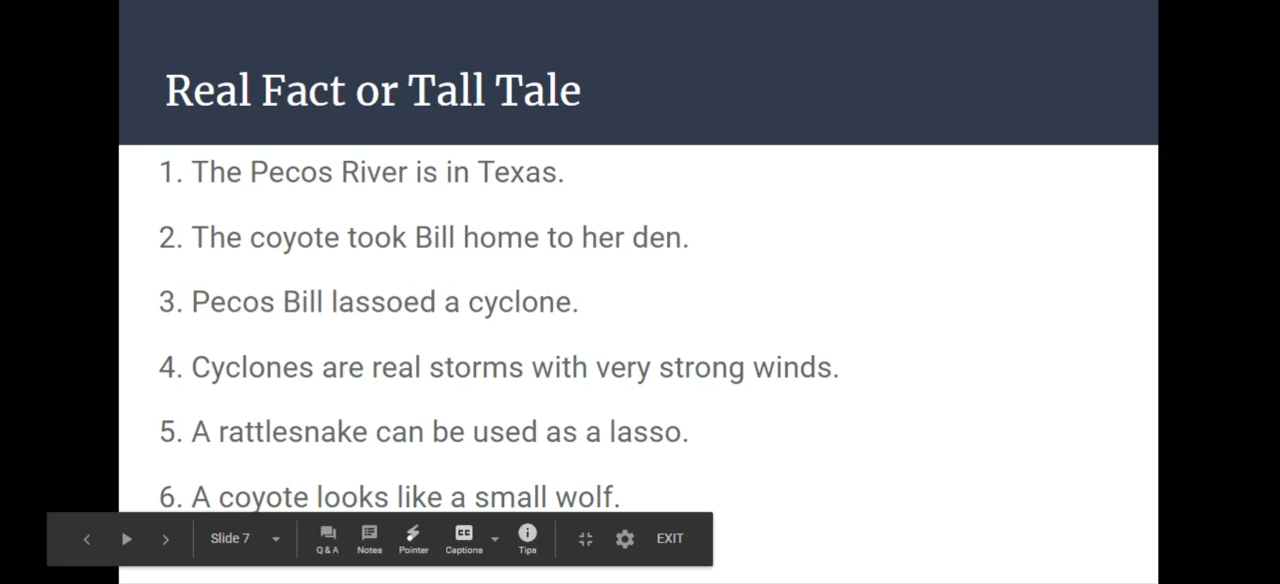 Real Fact or Tall Tale
1. The Pecos River is in Texas.
2. The coyote took Bill home to her den.
3. Pecos Bill lassoed a cyclone.
4. Cyclones are real storms with very strong winds.
5. A rattlesnake can be used as a lasso.
6. A coyote looks like a small wolf.
Slide 7
Q & A Notes Pointer CC Captions Tips EXIT